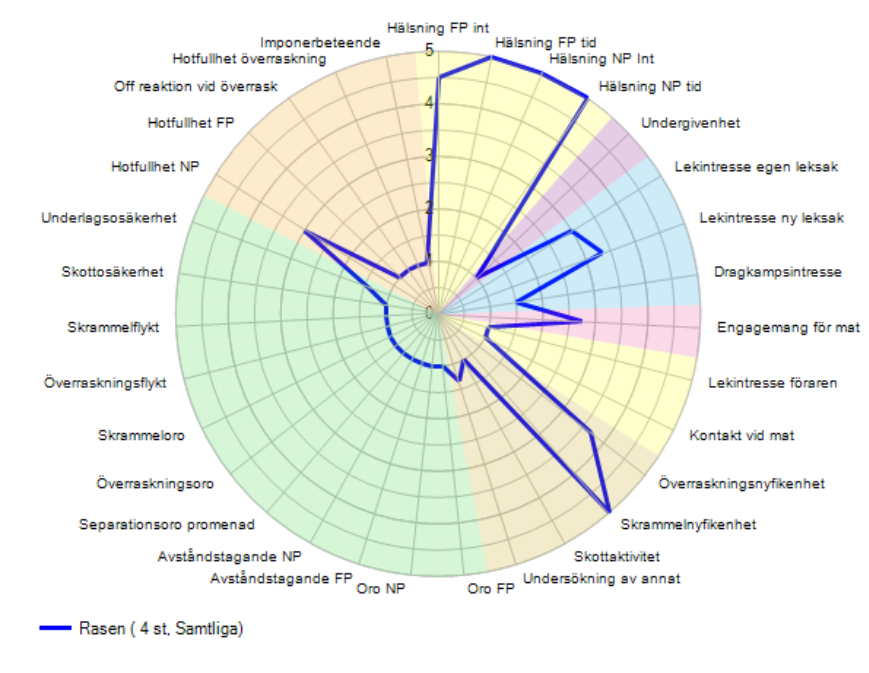 Hälsning FP int
Hälsning FP tid
Hälsning NP Int
Hälsning NP tid
Undergivenhet
Lekintresse egen leksak
Lekintresse ny leksak
Dragkampsintresse
Engagemang för mat
Lekintresse föraren
Kontakt vid mat
Överraskningsnyfikenhet
Skrammelnyfikenhet
Skottaktivitet
Undersökning av annat
Oro FP
Oro NP
Avståndstagande FP
Avståndstagande NP
Separationsoro promenad
Överraskningsoro
Skrammeloro
Överraskningsflykt
Skrammelflykt
Skottosäkerhet
Underlagsosäkerhet
Hotfullhet NP
Hotfullhet FP
Off reaktion vid överrask
Hotfullhet överraskning
Imponerbeteende
5
4
3
2
1
0
Rasen ( 4 st, Samtliga)